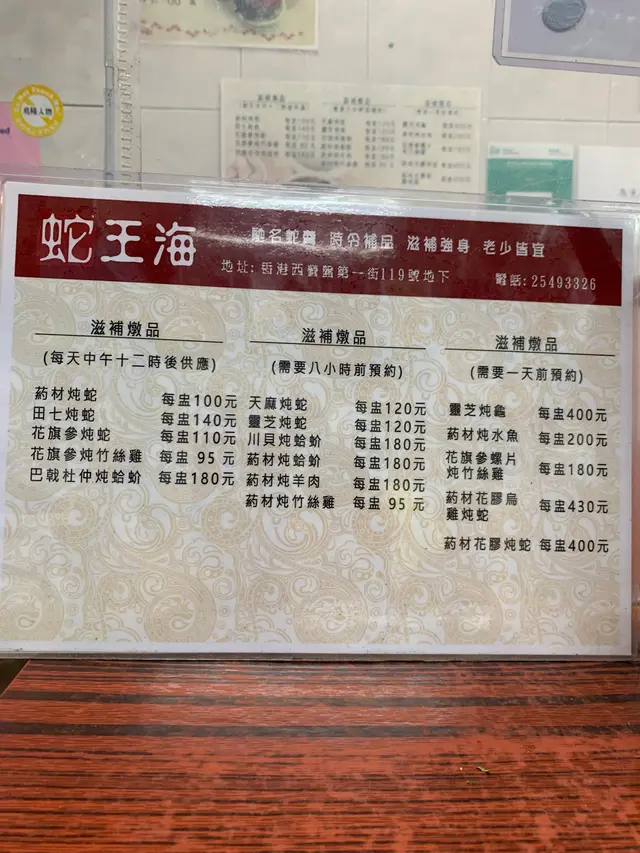 蛇王海
馳名蛇羹 時令補品 滋補強身 老少皆宜
地址: 香港西營盤第一街119號地下
電話: 25493326
滋補燉品
(每天中午十二時後供應)
葯材炖蛇 每盅100元
田七炖蛇 每盅140元
花旗參炖蛇 每盅110元
花旗參炖竹絲雞 每盅 95元
巴戟杜仲炖蛤蚧 每盅180元
滋補燉品
(需要八小時前預約)
天麻炖蛇 每盅120元
靈芝炖蛇 每盅120元
川貝炖蛤蚧 每盅180元
葯材炖蛤蚧 每盅180元
葯材炖羊肉 每盅180元
葯材炖竹絲雞 每盅 95元
滋補燉品
(需要一天前預約)
靈芝炖龜 每盅400元
葯材炖水魚 每盅200元
花旗參螺片
炖竹絲雞 每盅180元
葯材花膠烏
雞炖蛇 每盅430元
葯材花膠炖蛇 每盅400元